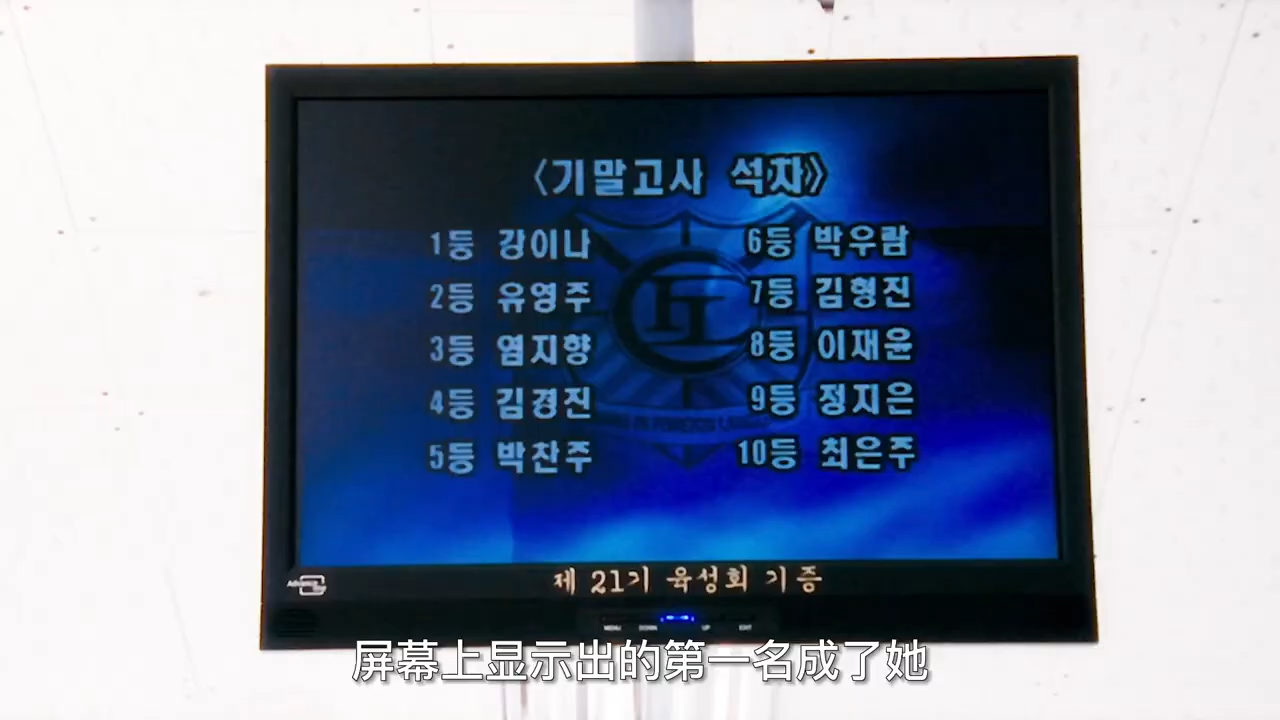 〈기말고사 석차〉
1등 강이나
2등 유영주
3등 염지향
4등 김경진
5등 박찬주
6등 박우람
7등 김형진
8등 이재윤
9등 정지은
10등 최은주
제 21기 육성회 기증
MENU DOWN UP EXIT
屏幕上显示出的第一名成了她